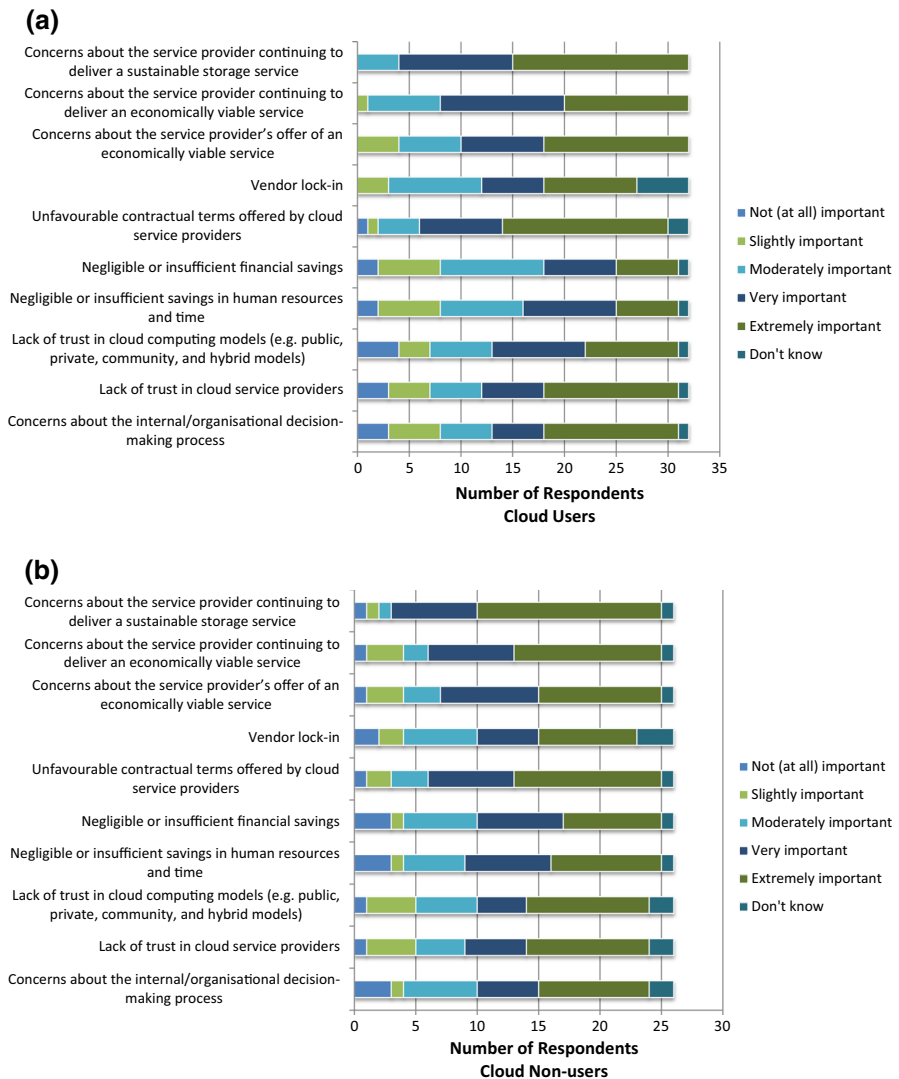 (a)
Concerns about the service provider continuing to
deliver a sustainable storage service
Concerns about the service provider continuing to
deliver an economically viable service
Concerns about the service provider's offer of an
economically viable service
Vendor lock-in
Unfavourable contractual terms offered by cloud
service providers
Negligible or insufficient financial savings
Negligible or insufficient savings in human resources
and time
Lack of trust in cloud computing models (e.g. public,
private, community, and hybrid models)
Lack of trust in cloud service providers
Concerns about the internal/organisational decision-
making process
0 5 10 15 20 25 30 35
Number of Respondents
Cloud Users
Not (at all) important
Slightly important
Moderately important
Very important
Extremely important
Don't know
(b)
Concerns about the service provider continuing to
deliver a sustainable storage service
Concerns about the service provider continuing to
deliver an economically viable service
Concerns about the service provider's offer of an
economically viable service
Vendor lock-in
Unfavourable contractual terms offered by cloud
service providers
Negligible or insufficient financial savings
Negligible or insufficient savings in human resources
and time
Lack of trust in cloud computing models (e.g. public,
private, community, and hybrid models)
Lack of trust in cloud service providers
Concerns about the internal/organisational decision-
making process
0 5 10 15 20 25 30
Number of Respondents
Cloud Non-users
Not (at all) important
Slightly important
Moderately important
Very important
Extremely important
Don't know